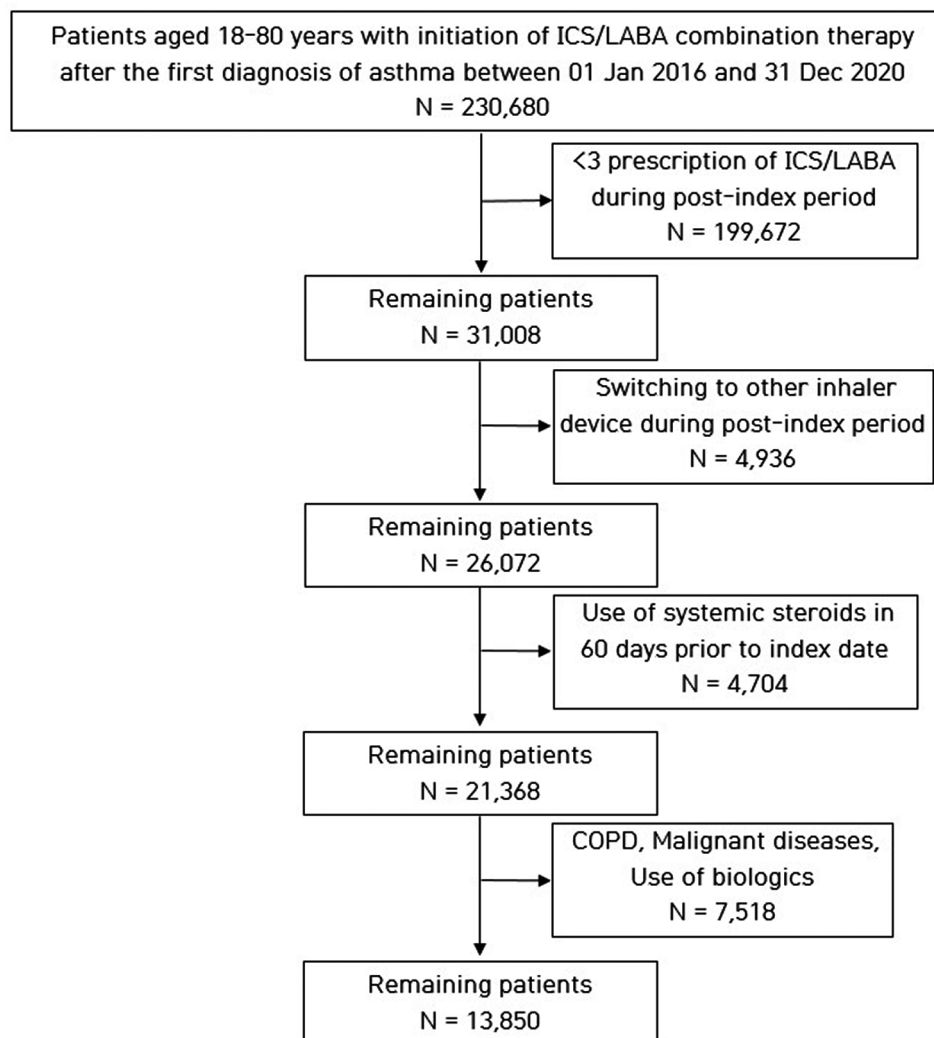 Patients aged 18-80 years with initiation of ICS/LABA combination therapy
after the first diagnosis of asthma between 01 Jan 2016 and 31 Dec 2020
N = 230,680
<3 prescription of ICS/LABA
during post-index period
N = 199,672
Remaining patients
N = 31,008
Switching to other inhaler
device during post-index period
N = 4,936
Remaining patients
N = 26,072
Use of systemic steroids in
60 days prior to index date
N = 4,704
Remaining patients
N = 21,368
COPD, Malignant diseases,
Use of biologics
N = 7,518
Remaining patients
N = 13,850